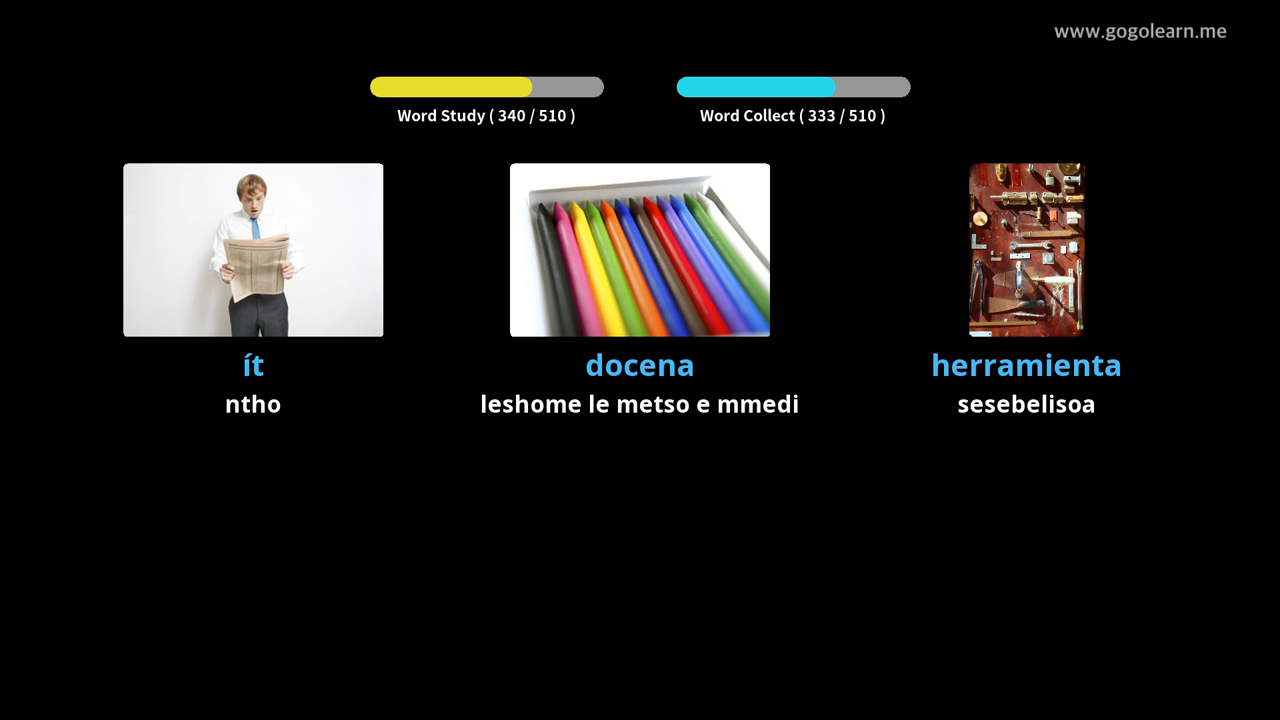 www.gogolearn.me
Word Study ( 340 / 510 )
Word Collect ( 333 / 510 )
ít
docena
herramienta
ntho
leshome le metso e mmedi
sesebelisoa